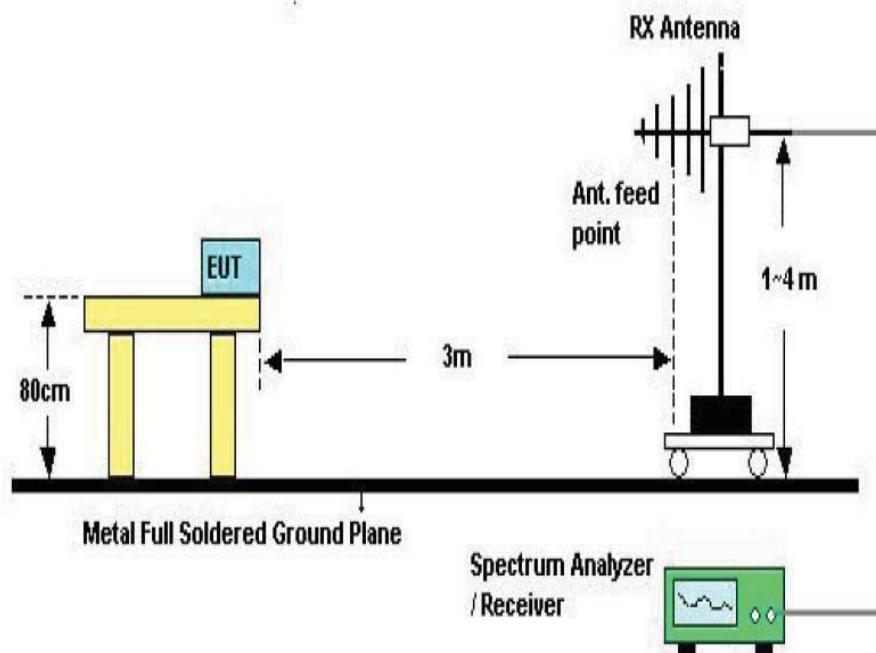 RX Antenna
Ant. feed
point
EUT
1~4 m
3m
80cm
Metal Full Soldered Ground Plane
Spectrum Analyzer
/ Receiver